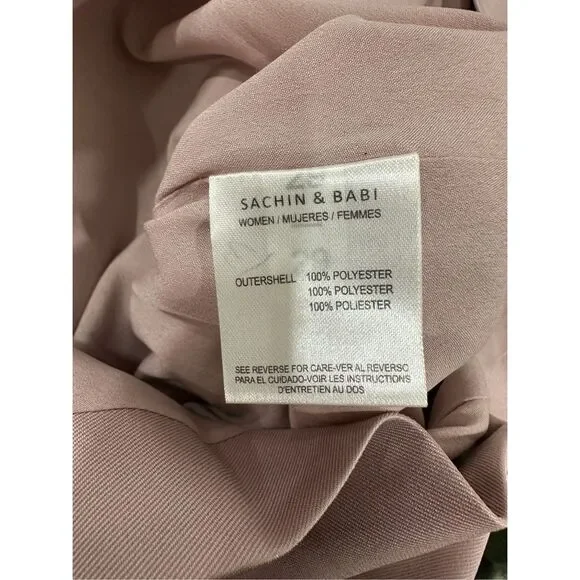 SACHIN & BABI
WOMEN / MUJERES / FEMMES
OUTERSHELL 100% POLYESTER
100% POLYESTER
100% POLIESTER
SEE REVERSE FOR CARE-VER AL REVERSO
PARA EL CUIDADO-VOIR LES INSTRUCTIONS
D'ENTRETIEN AU DOS